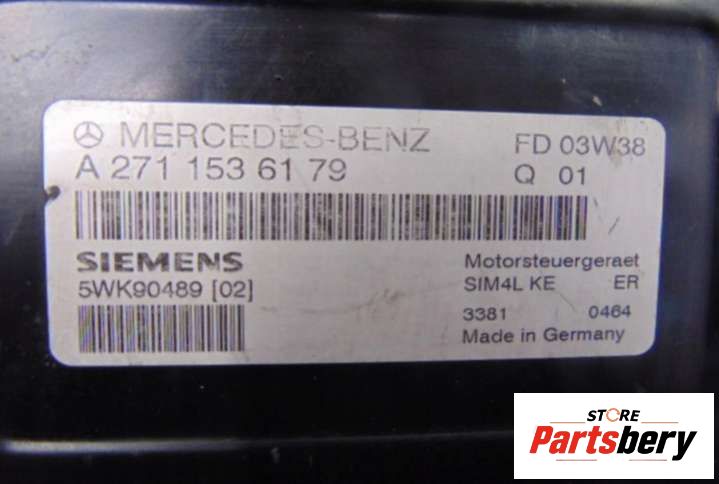 MERCEDES-BENZ FD 03W38
A 271 153 61 79 Q 01
SIEMENS Motorsteuergeraet
5WK90489 [02] SIM4L KE ER
3381 0464
Made in Germany
STORE
Partsbery